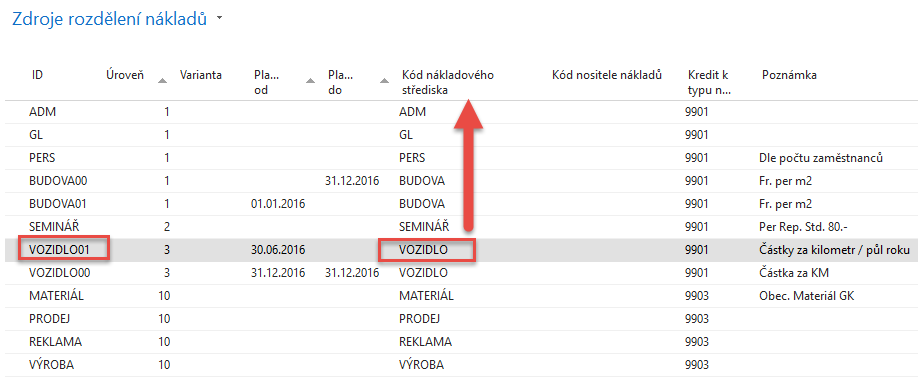 Zdroje rozdělení nákladů
ID Úroveň Varianta Pla... od Pla... do Kód nákladového střediska Kód nositele nákladů Kredit k typu n... Poznámka
ADM 1 ADM 9901
GL 1 GL 9901
PERS 1 PERS 9901 Dle počtu zaměstnanců
BUDOVA00 1 31.12.2016 BUDOVA 9901 Fr. per m2
BUDOVA01 1 01.01.2016 BUDOVA 9901 Fr. per m2
SEMINÁŘ 2 SEMINÁŘ 9901 Per Rep. Std. 80.-
VOZIDLO01 3 30.06.2016 VOZIDLO 9901 Částky za kilometr / půl roku
VOZIDLO00 3 31.12.2016 31.12.2016 VOZIDLO 9901 Částka za KM
MATERIÁL 10 MATERIÁL 9903 Obec. Materiál GK
PRODEJ 10 PRODEJ 9903
REKLAMA 10 REKLAMA 9903
VÝROBA 10 VÝROBA 9903